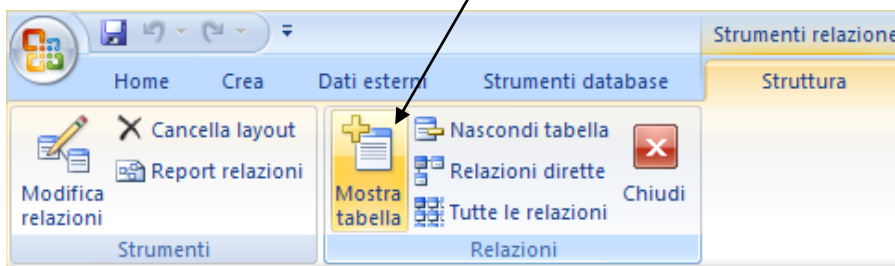 Strumenti relazione
Home Crea Dati esterni Strumenti database Struttura
Modifica relazioni
Cancella layout
Report relazioni
Strumenti
Mostra tabella
Nascondi tabella
Relazioni dirette
Tutte le relazioni
Chiudi
Relazioni